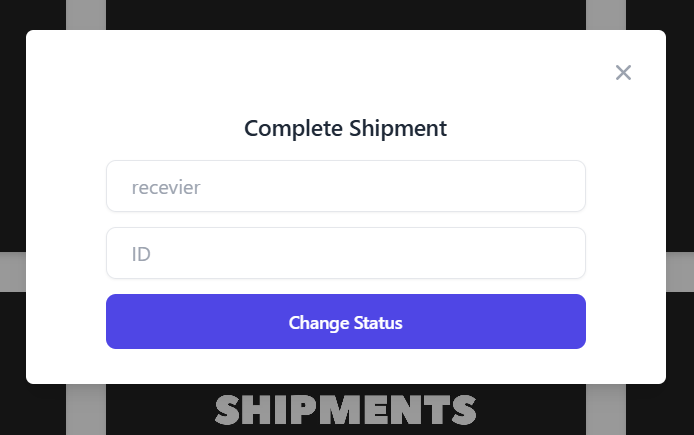 Complete Shipment
recevier
ID
Change Status
SHIPMENTS